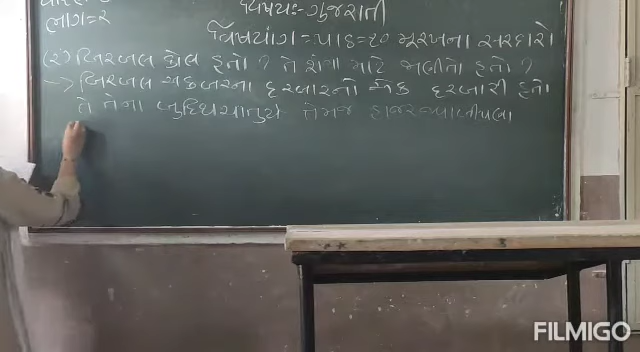 ભાગ=૨
વિષય:-ગુજરાતી
વિષયાંગ=પાઠ=૨૦ મૂરખના સરદારો
(૨) બિરબલ કોણ હતો? તે શેના માટે જાણીતો હતો?
→ બિરબલ અકબરના દરબારનો એક દરબારી હતો
તે તેના બુદ્ધિચાતુર્ય તેમજ હાજરજવાબીપણા
FILMIGO